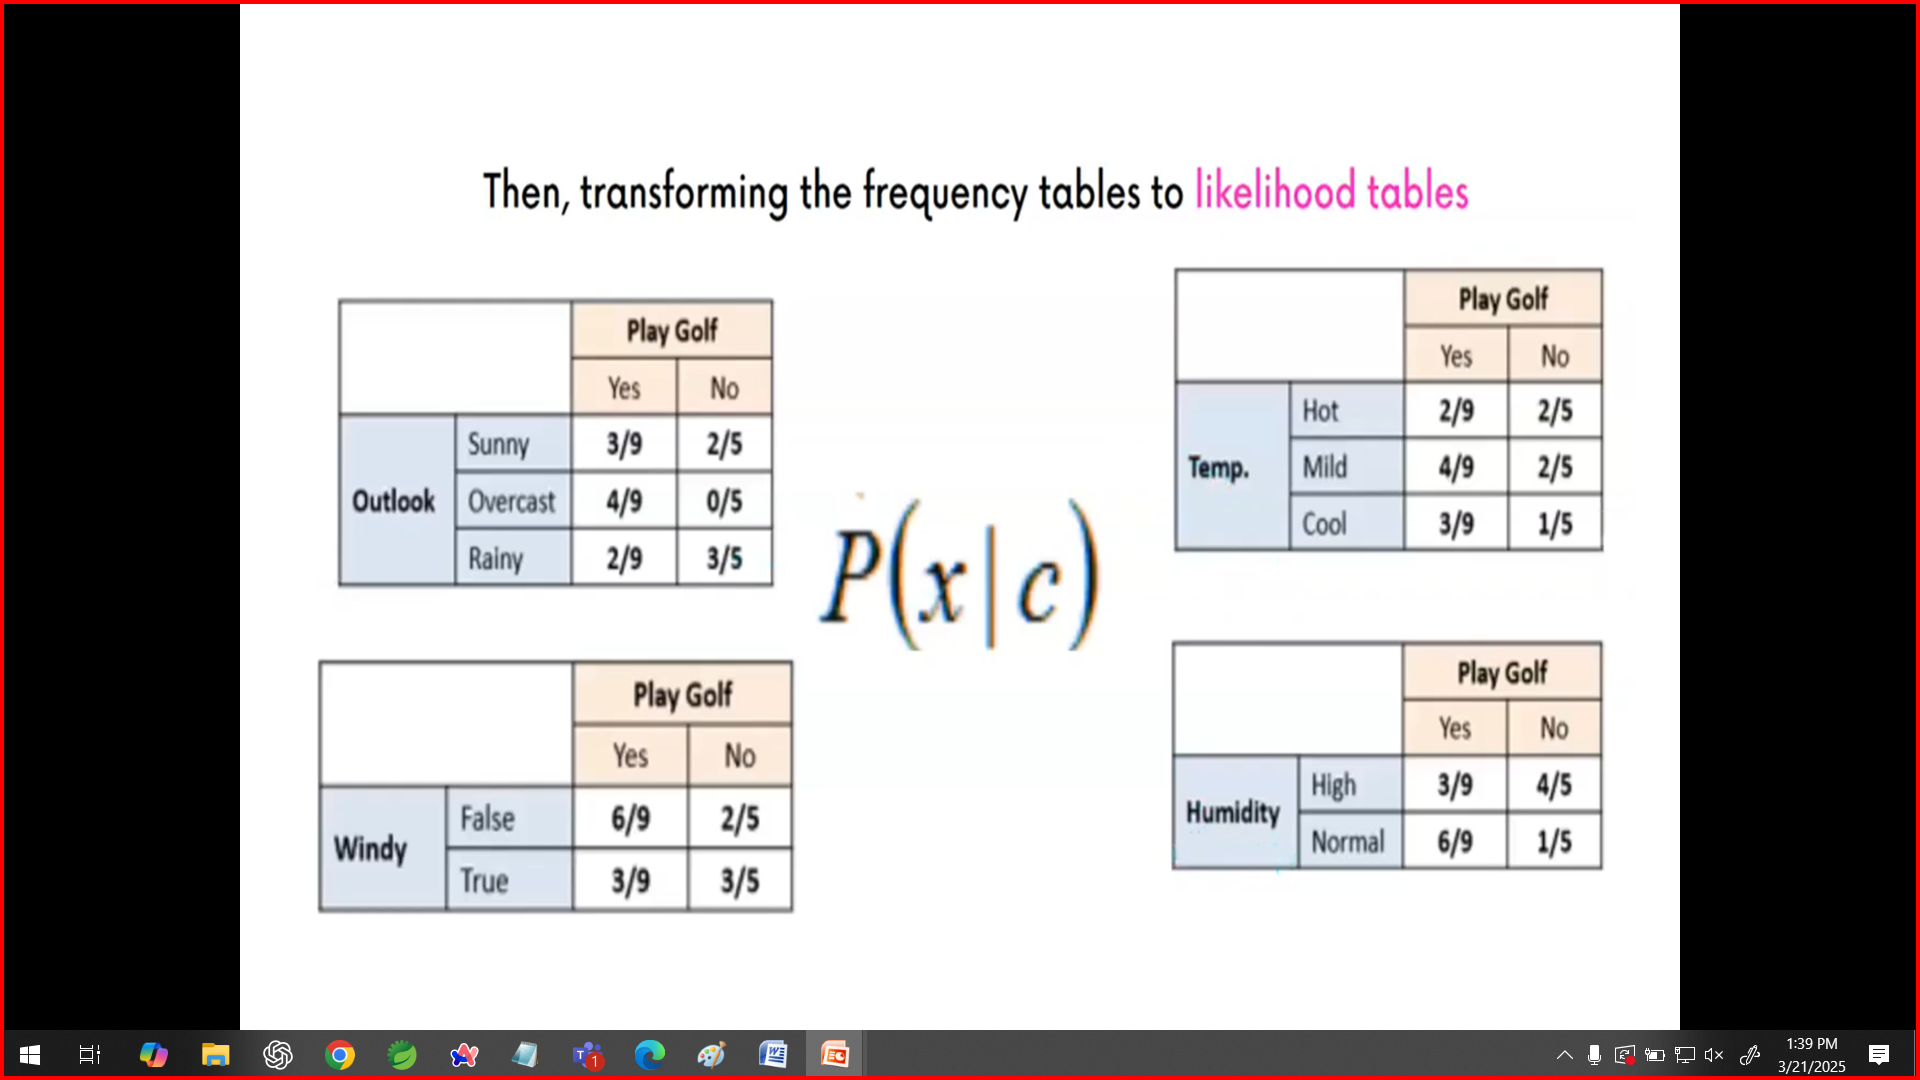 Then, transforming the frequency tables to likelihood tables
Play Golf
Yes No
Outlook
Sunny 3/9 2/5
Overcast 4/9 0/5
Rainy 2/9 3/5
Play Golf
Yes No
Temp.
Hot 2/9 2/5
Mild 4/9 2/5
Cool 3/9 1/5
P(x|c)
Play Golf
Yes No
Windy
False 6/9 2/5
True 3/9 3/5
Play Golf
Yes No
Humidity
High 3/9 4/5
Normal 6/9 1/5
1
1:39 PM
3/21/2025